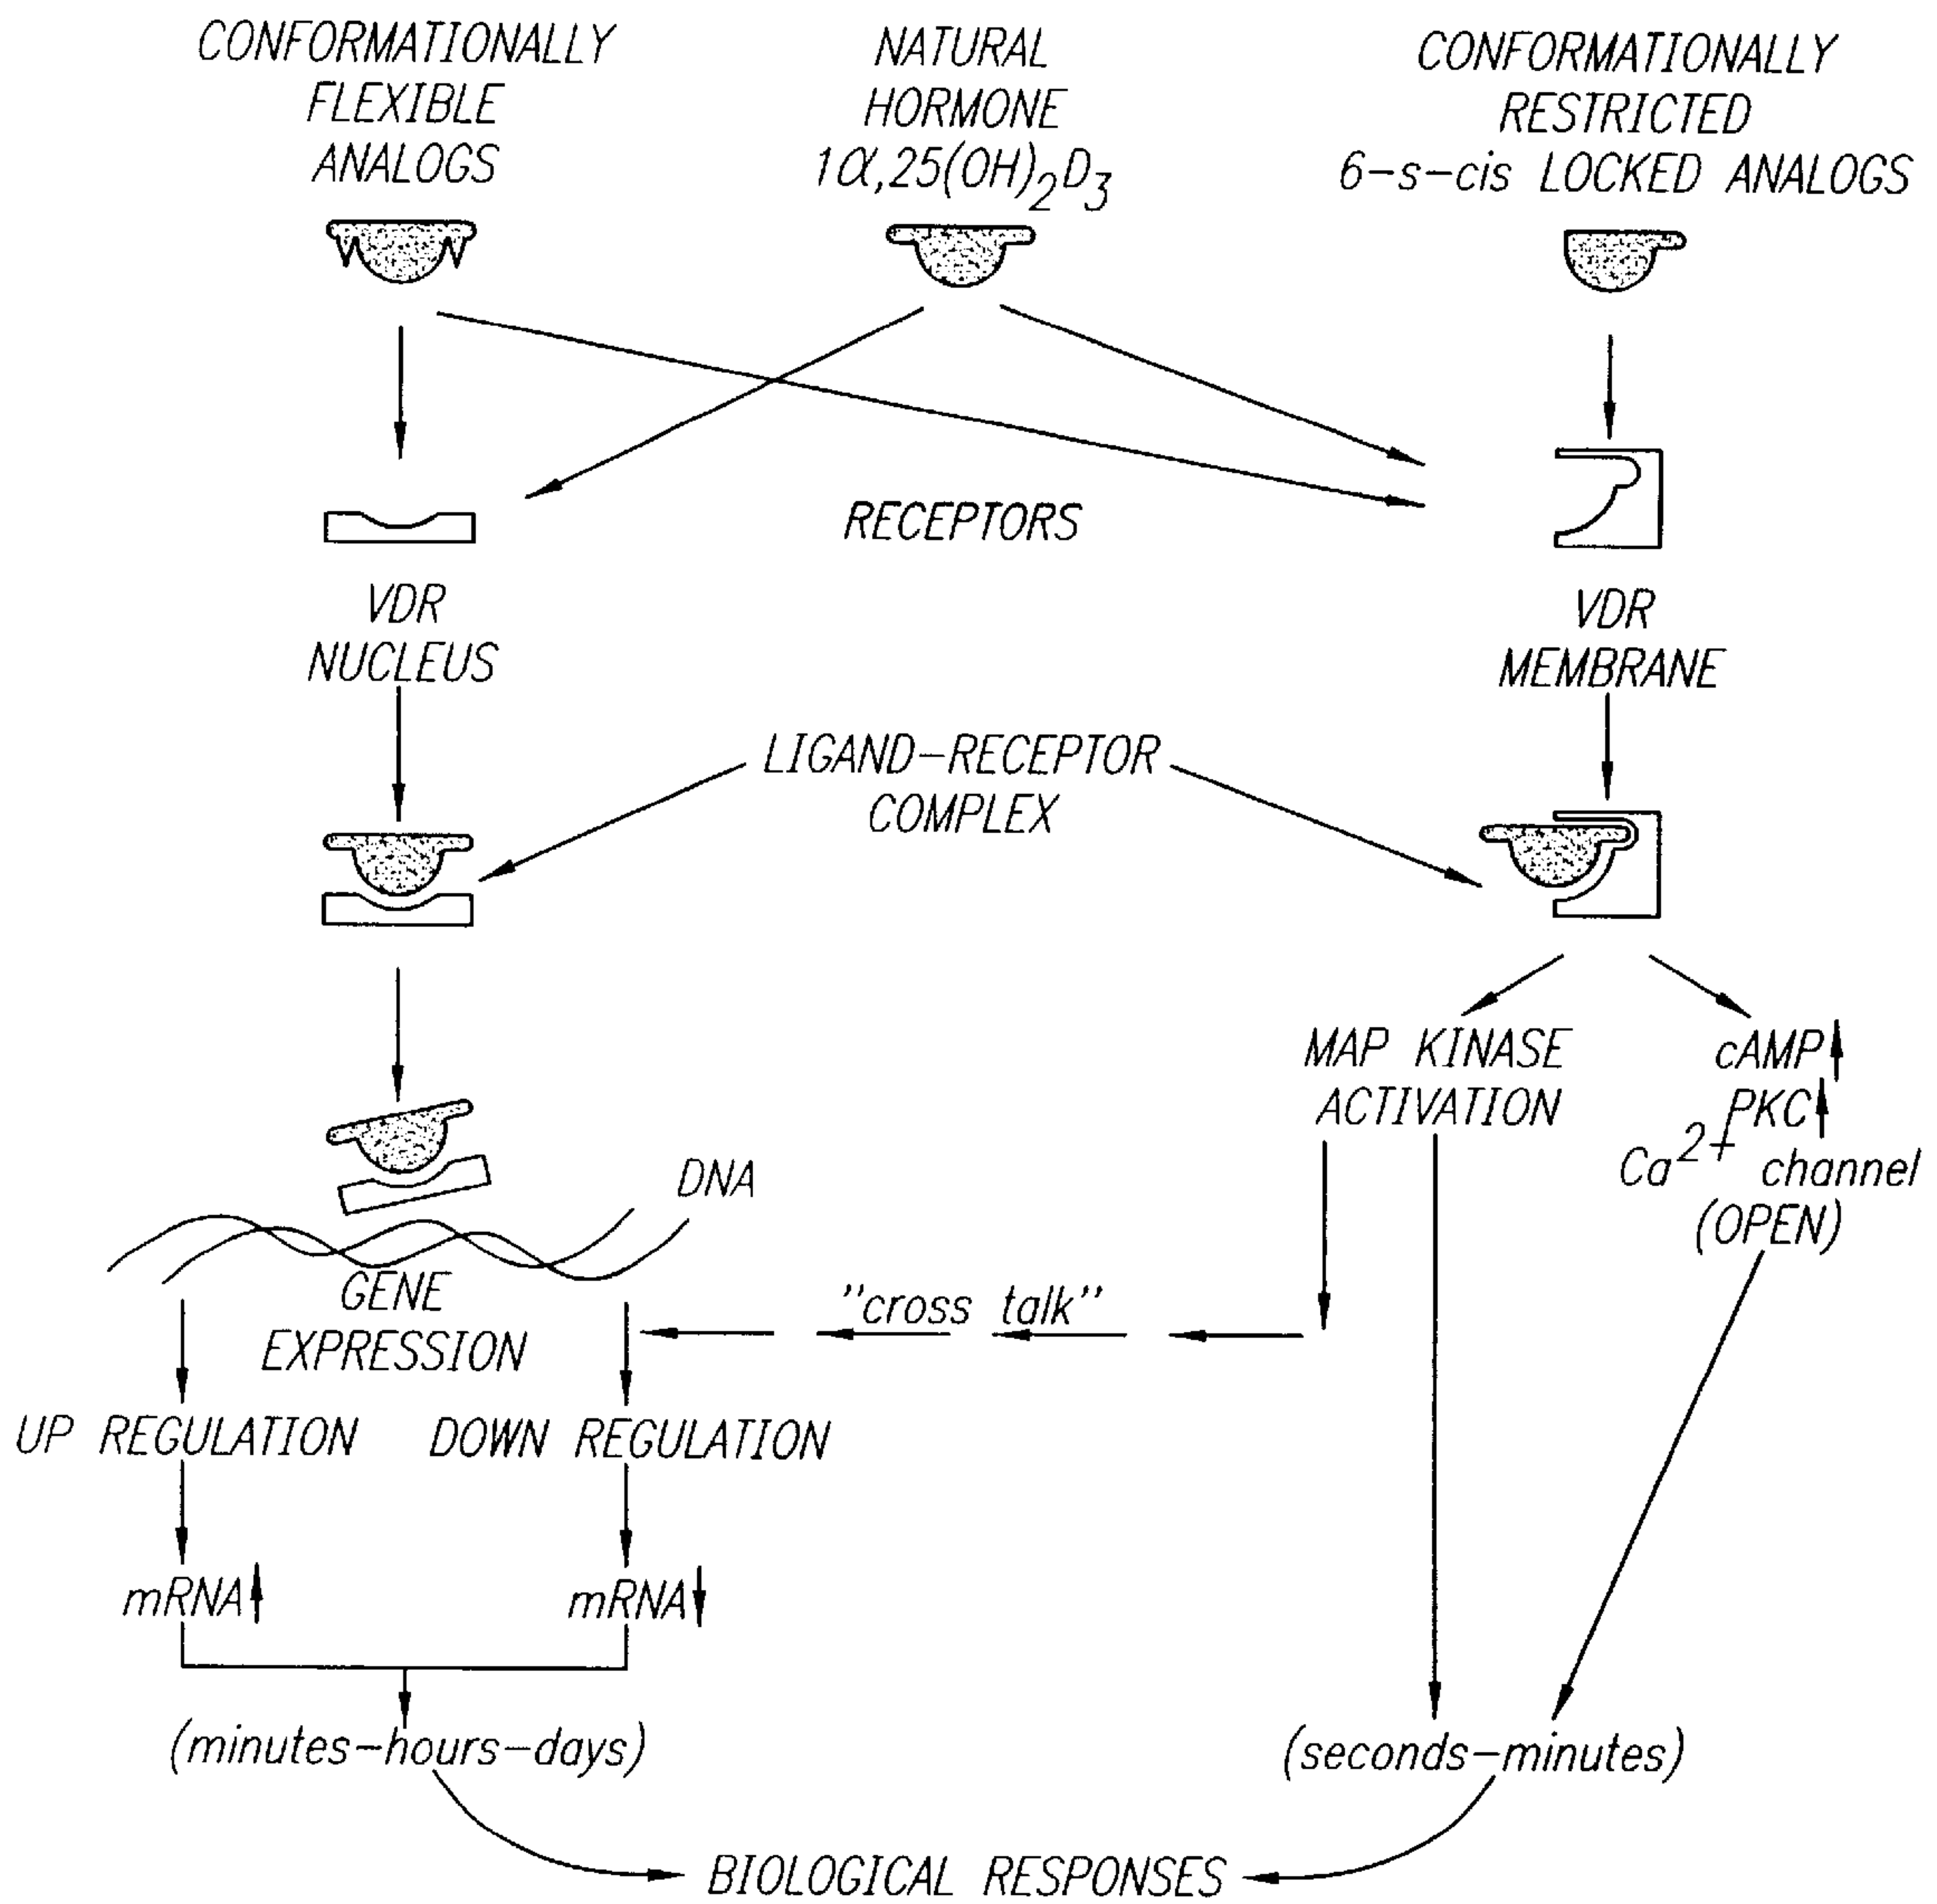 CONFORMATIONALLY
FLEXIBLE
ANALOGS
NATURAL
HORMONE
1α,25(OH)2D3
CONFORMATIONALLY
RESTRICTED
6-s-cis LOCKED ANALOGS
RECEPTORS
VDR
NUCLEUS
VDR
MEMBRANE
LIGAND-RECEPTOR
COMPLEX
MAP KINASE
ACTIVATION
cAMP↑
PKC↑
Ca2+ channel
(OPEN)
DNA
GENE
EXPRESSION
"cross talk"
UP REGULATION
DOWN REGULATION
mRNA↑
mRNA↓
(minutes-hours-days)
(seconds-minutes)
BIOLOGICAL RESPONSES